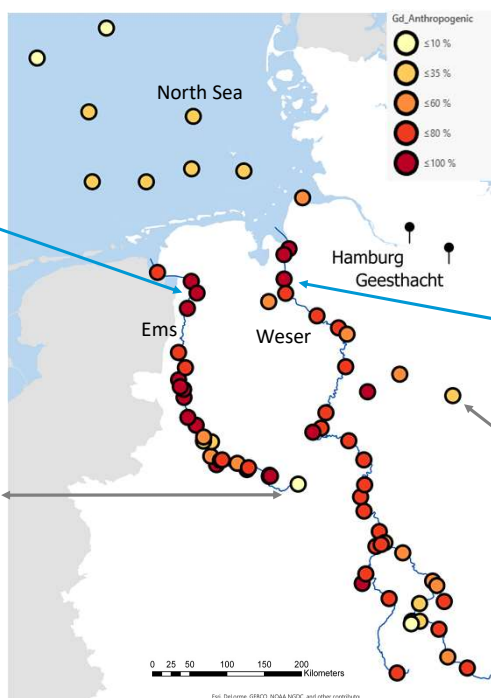 Gd_Anthropogenic
≤10 %
≤35 %
≤60 %
≤80 %
≤100 %
North Sea
Hamburg
Geesthacht
Ems
Weser
0 25 50 100 150 200
Kilometers
Esri, DeLorme, GEBCO, NOAA NGDC, and other contributo